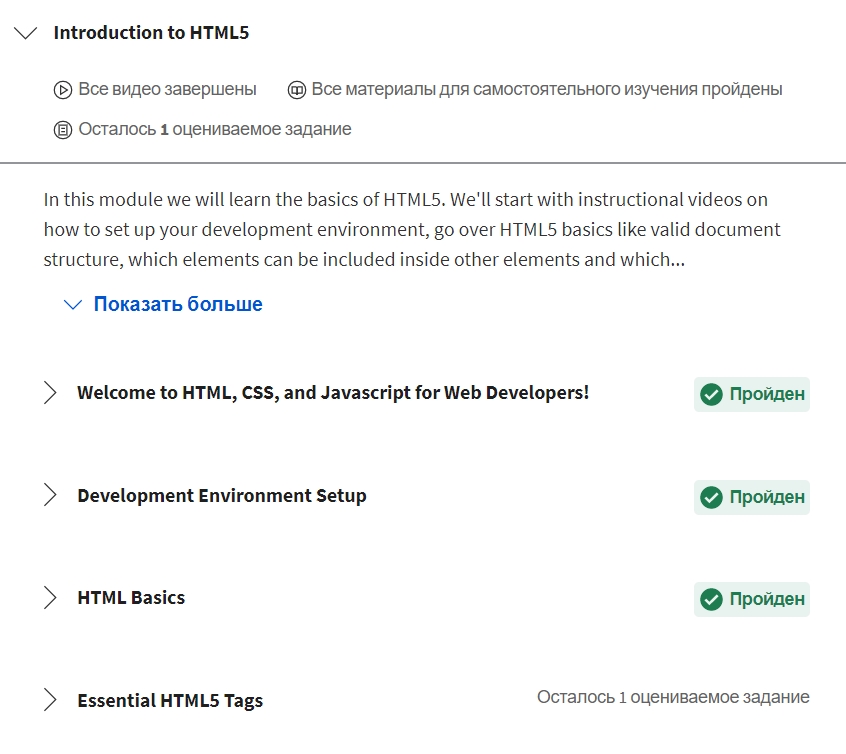 Introduction to HTML5
Все видео завершены Все материалы для самостоятельного изучения пройдены
Осталось 1 оцениваемое задание
In this module we will learn the basics of HTML5. We'll start with instructional videos on
how to set up your development environment, go over HTML5 basics like valid document
structure, which elements can be included inside other elements and which...
Показать больше
Welcome to HTML, CSS, and Javascript for Web Developers! Пройден
Development Environment Setup Пройден
HTML Basics Пройден
Essential HTML5 Tags Осталось 1 оцениваемое задание